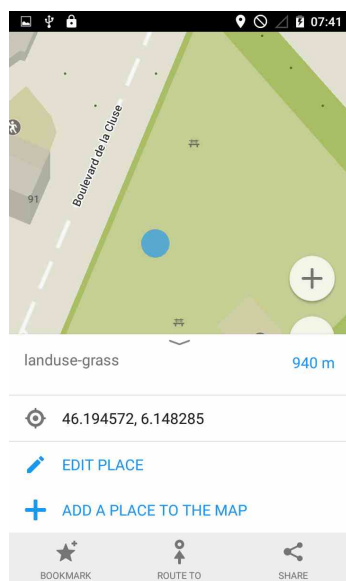 07:41
Boulevard de la Cluse
91
landuse-grass
940 m
46.194572, 6.148285
EDIT PLACE
ADD A PLACE TO THE MAP
BOOKMARK
ROUTE TO
SHARE